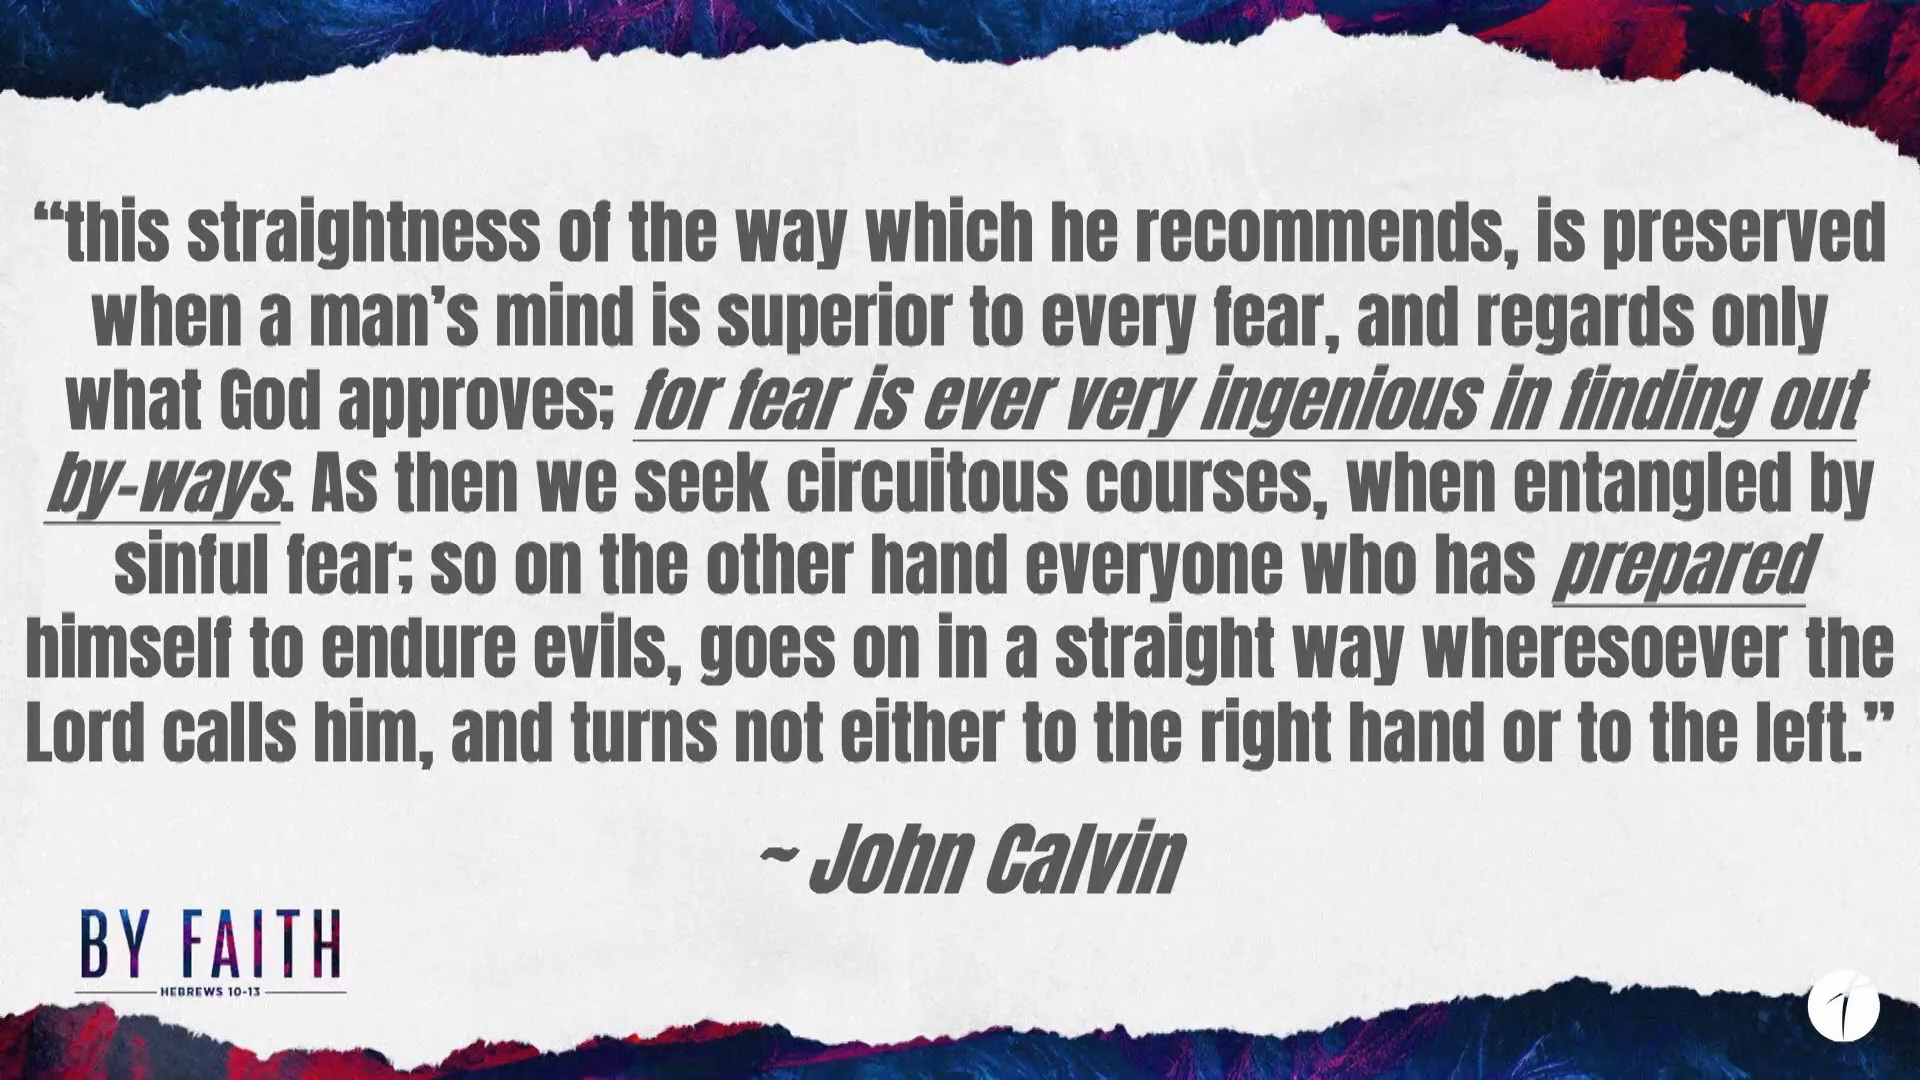 “this straightness of the way which he recommends, is preserved
when a man’s mind is superior to every fear, and regards only
what God approves; for fear is ever very ingenious in finding out
by-ways. As then we seek circuitous courses, when entangled by
sinful fear; so on the other hand everyone who has prepared
himself to endure evils, goes on in a straight way wheresoever the
Lord calls him, and turns not either to the right hand or to the left.”
~ John Calvin
BY FAITH
HEBREWS 10-13